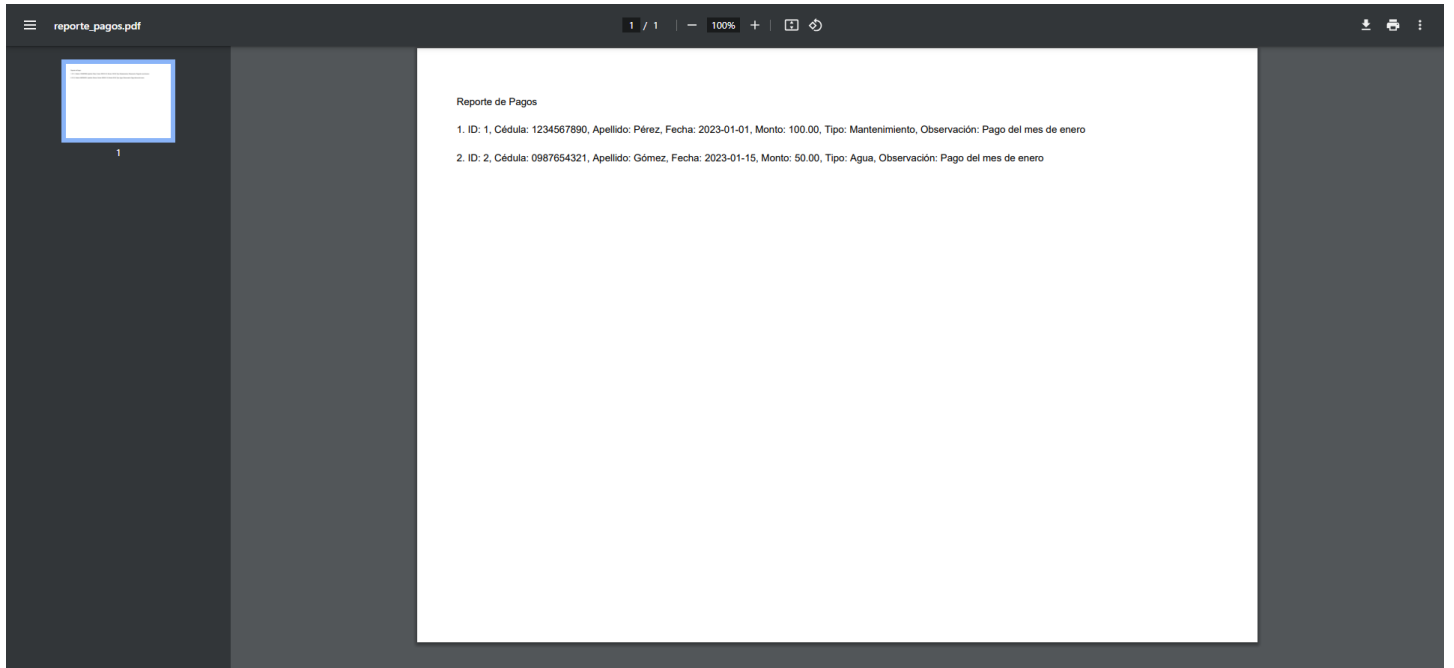 reporte_pagos.pdf
1 / 1
100%
1
Reporte de Pagos
1. ID: 1, Cédula: 1234567890, Apellido: Pérez, Fecha: 2023-01-01, Monto: 100.00, Tipo: Mantenimiento, Observación: Pago del mes de enero
2. ID: 2, Cédula: 0987654321, Apellido: Gómez, Fecha: 2023-01-15, Monto: 50.00, Tipo: Agua, Observación: Pago del mes de enero